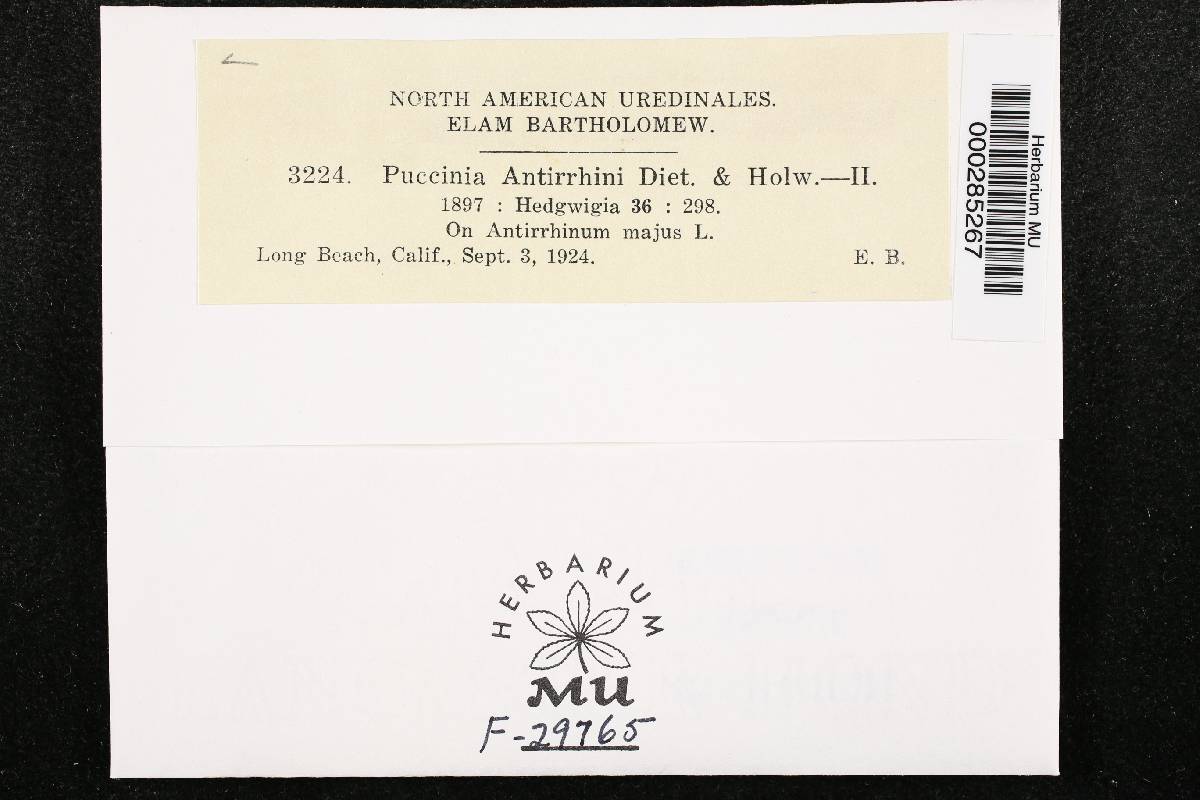 NORTH AMERICAN UREDINALES.
ELAM BARTHOLOMEW.
3224. Puccinia Antirrhini Diet. & Holw.—II.
1897 : Hedgwigia 36 : 298.
On Antirrhinum majus L.
Long Beach, Calif., Sept. 3, 1924. E. B.
Herbarium MU
000285267
HERBARIUM
MU
F-29765